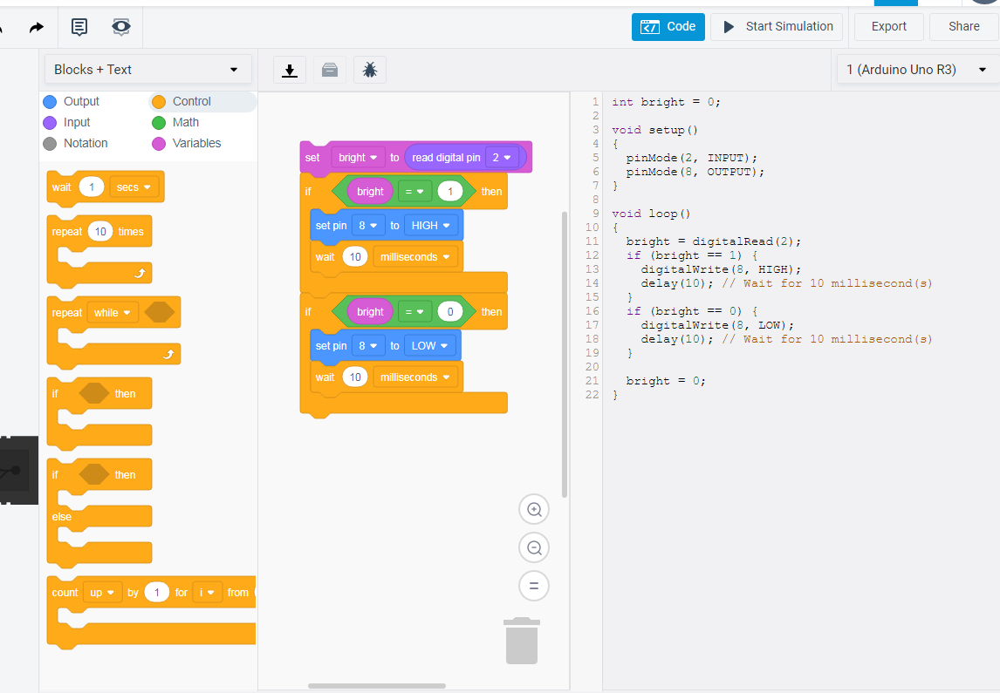 Code
Start Simulation
Export
Share
Blocks + Text
1 (Arduino Uno R3)
Output
Control
Input
Math
Notation
Variables
wait 1 secs
repeat 10 times
repeat while
if then
if then
else
count up by 1 for i from
set bright to read digital pin 2
if bright = 1 then
set pin 8 to HIGH
wait 10 milliseconds
if bright = 0 then
set pin 8 to LOW
wait 10 milliseconds
1 int bright = 0;
2
3 void setup()
4 {
5   pinMode(2, INPUT);
6   pinMode(8, OUTPUT);
7 }
8
9 void loop()
10 {
11   bright = digitalRead(2);
12   if (bright == 1) {
13     digitalWrite(8, HIGH);
14     delay(10); // Wait for 10 millisecond(s)
15   }
16   if (bright == 0) {
17     digitalWrite(8, LOW);
18     delay(10); // Wait for 10 millisecond(s)
19   }
20
21   bright = 0;
22 }